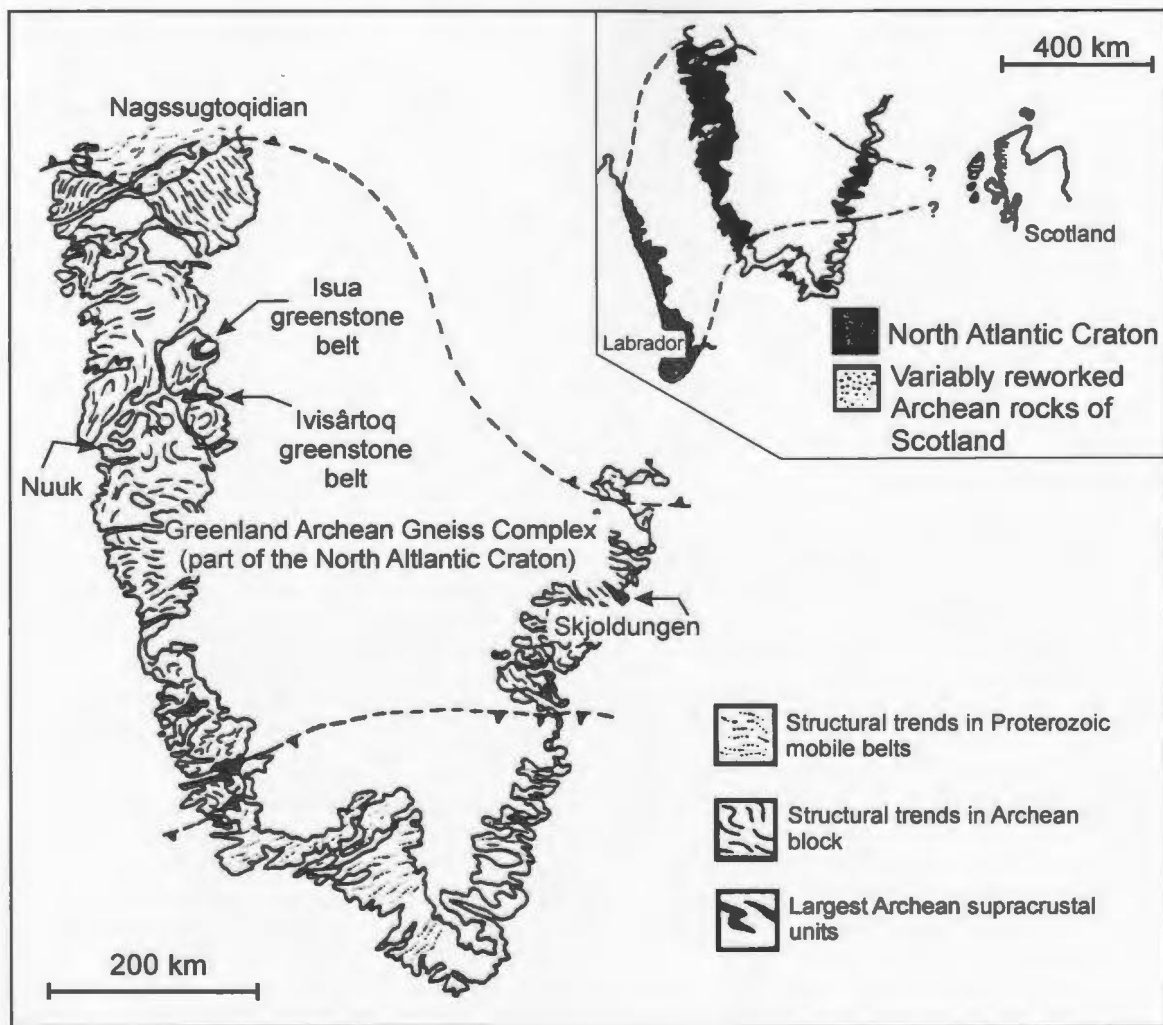 Nagssugtoqidian
Isua
greenstone
belt
Ivisârtoq
greenstone
belt
Nuuk
Greenland Archean Gneiss Complex
(part of the North Altlantic Craton)
Skjoldungen
200 km
400 km
?
?
Scotland
Labrador
North Atlantic Craton
Variably reworked
Archean rocks of
Scotland
Structural trends in Proterozoic
mobile belts
Structural trends in Archean
block
Largest Archean supracrustal
units